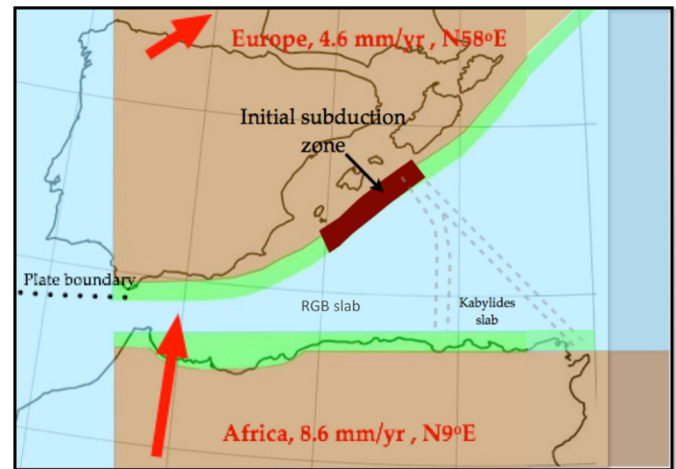 Europe, 4.6 mm/yr , N58ºE
Initial subduction
zone
Plate boundary
RGB slab
Kabylides
slab
Africa, 8.6 mm/yr , N9ºE